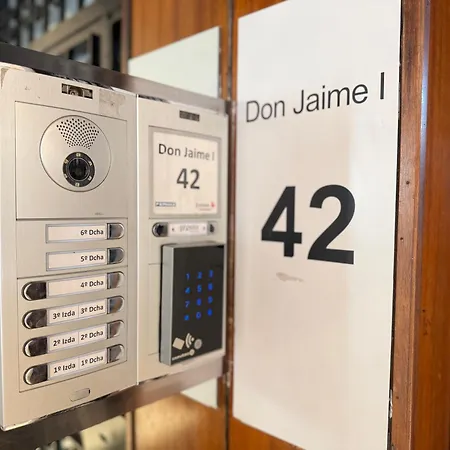 Don Jaime I
42
6º Dcha
5º Dcha
4º Dcha
3º Izda 3º Dcha
2º Izda 2º Dcha
1º Izda 1º Dcha
Don Jaime I
42